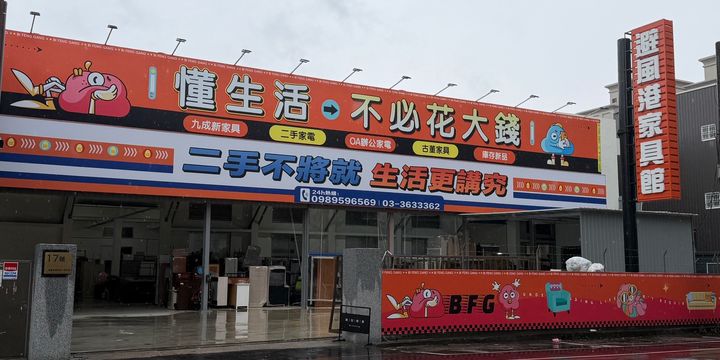 懂生活 不必花大錢
九成新家具
二手家電
OA辦公家電
古董家具
庫存新品
二手不將就 生活更講究
24h熱線:
0989596569 03-3633362
避風港家具館
17號
BFG